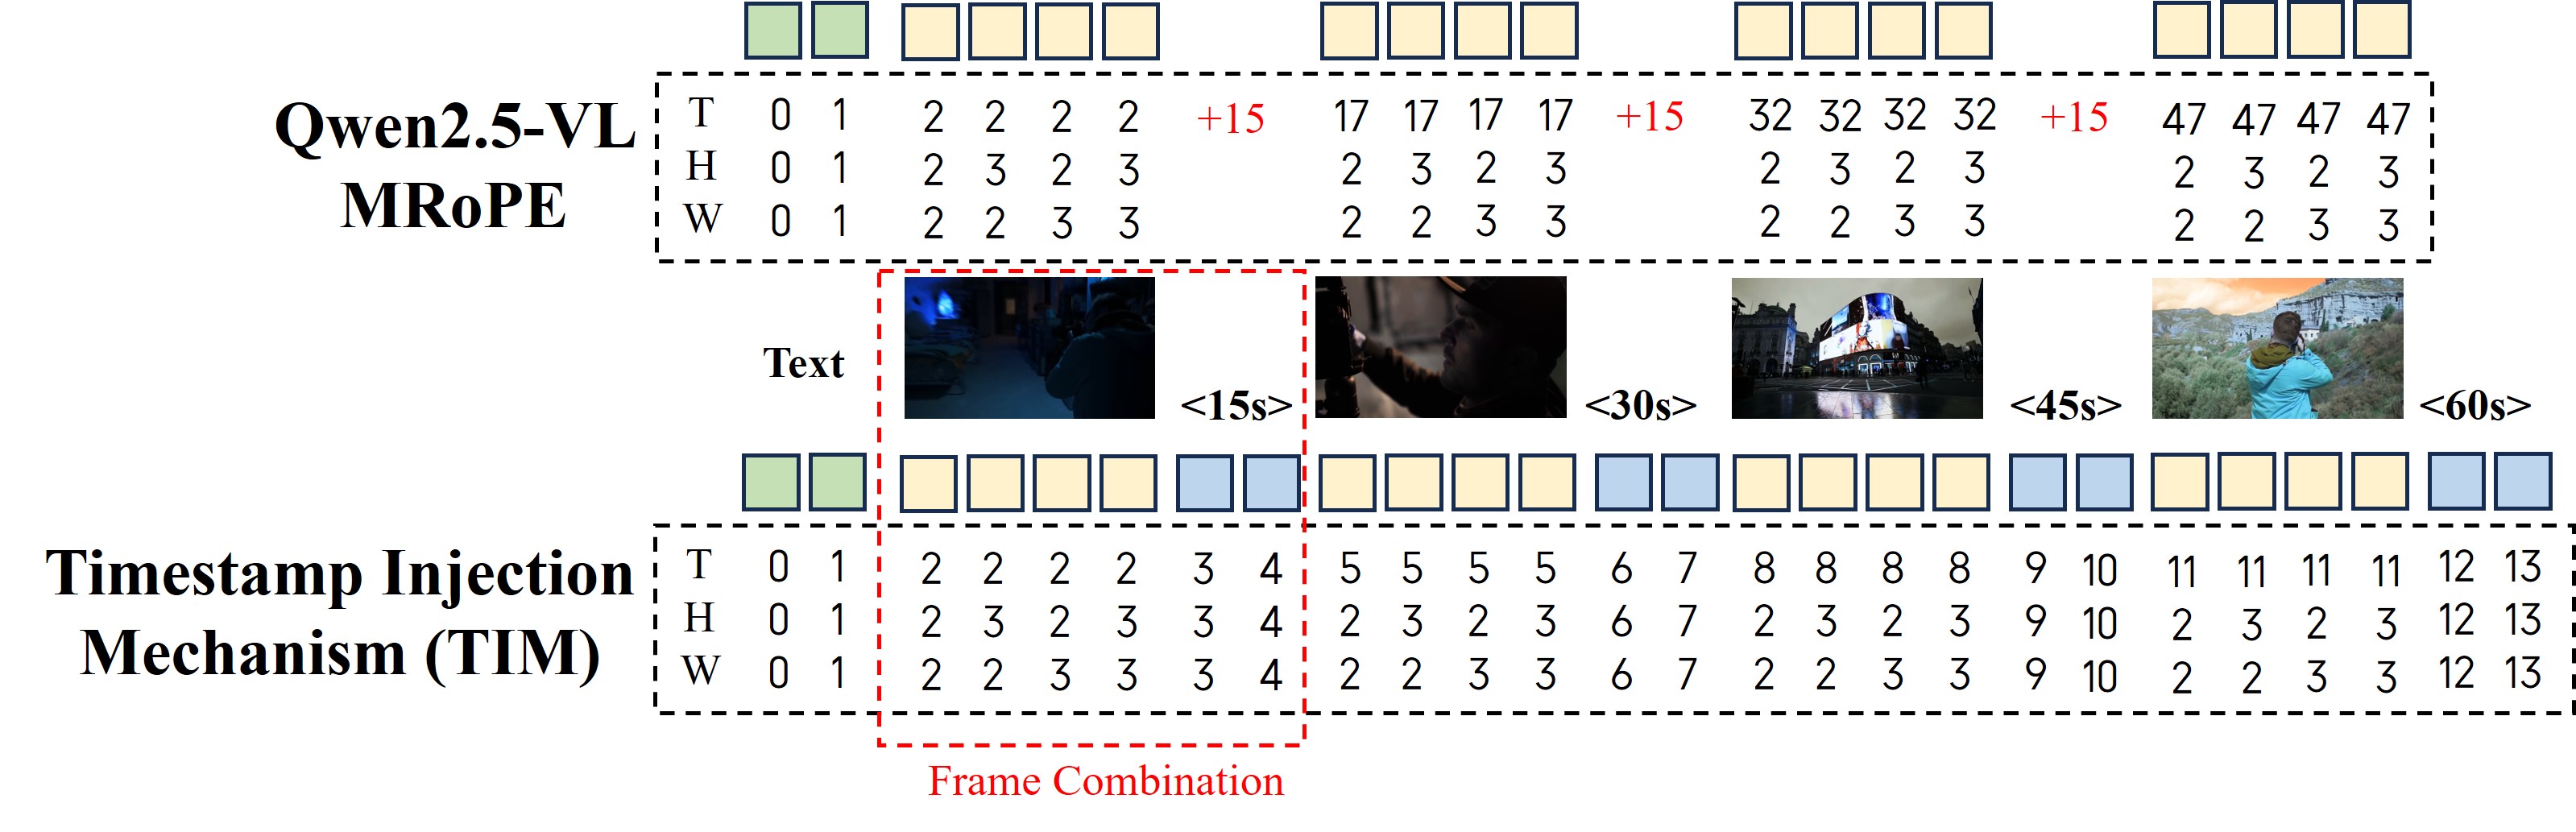 Qwen2.5-VL
MRoPE
T 0 1 2 2 2 2 +15 17 17 17 17 +15 32 32 32 32 +15 47 47 47 47
H 0 1 2 3 2 3 2 3 2 3 2 3 2 3 2 3 2 3
W 0 1 2 2 3 3 2 2 3 3 2 2 3 3 2 2 3 3
Text <15s> <30s> <45s> <60s>
Timestamp Injection
Mechanism (TIM)
T 0 1 2 2 2 2 3 4 5 5 5 5 6 7 8 8 8 8 9 10 11 11 11 11 12 13
H 0 1 2 3 2 3 3 4 2 3 2 3 6 7 2 3 2 3 9 10 2 3 2 3 12 13
W 0 1 2 2 3 3 3 4 2 2 3 3 6 7 2 2 3 3 9 10 2 2 3 3 12 13
Frame Combination